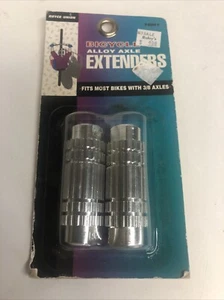 BICYCLE
ALLOY AXLE
EXTENDERS
FITS MOST BIKES WITH 3/8 AXLES